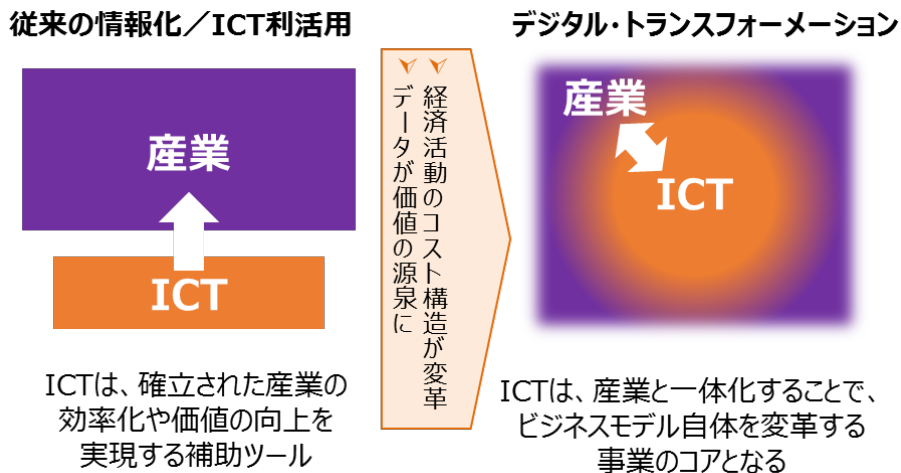 従来の情報化／ICT利活用
産業
ICT
ICTは、確立された産業の
効率化や価値の向上を
実現する補助ツール
経済活動のコスト構造が変革
データが価値の源泉に
デジタル・トランスフォーメーション
産業
ICT
ICTは、産業と一体化することで、
ビジネスモデル自体を変革する
事業のコアとなる